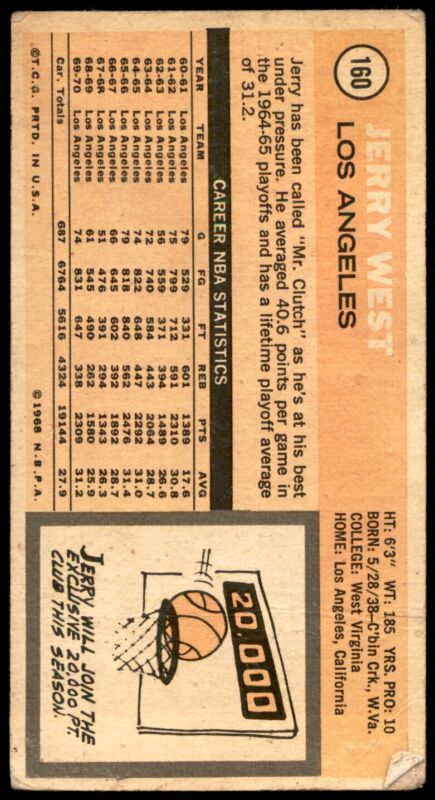 160
JERRY WEST
LOS ANGELES
HT: 6'3" WT: 185 YRS. PRO: 10
BORN: 5/28/38—C'bin Crk., W.Va.
COLLEGE: West Virginia
HOME: Los Angeles, California
Jerry has been called "Mr. Clutch" as he's at his best
under pressure. He averaged 40.6 points per game in
the 1964-65 playoffs and has a lifetime playoff average
of 31.2.
CAREER NBA STATISTICS
YEAR TEAM G FG FT REB PTS AVG
60-61 Los Angeles 79 529 331 601 1389 17.6
61-62 Los Angeles 75 799 712 591 2310 30.8
62-63 Los Angeles 56 559 371 394 1489 26.6
63-64 Los Angeles 72 740 584 443 2064 28.7
64-65 Los Angeles 74 822 648 447 2292 31.0
65-66 Los Angeles 79 818 840 562 2476 31.4
66-67 Los Angeles 66 645 602 392 1892 28.7
67-68 Los Angeles 51 476 391 294 1343 26.3
68-69 Los Angeles 61 545 490 262 1580 25.9
69-70 Los Angeles 74 831 647 338 2309 31.2
Car. Totals 687 6764 5616 4324 19144 27.9
©T.C.G. PRTD. IN U.S.A. ©1968 N.B.P.A.
20,000
JERRY WILL JOIN THE
EXCLUSIVE 20,000 PT.
CLUB THIS SEASON.